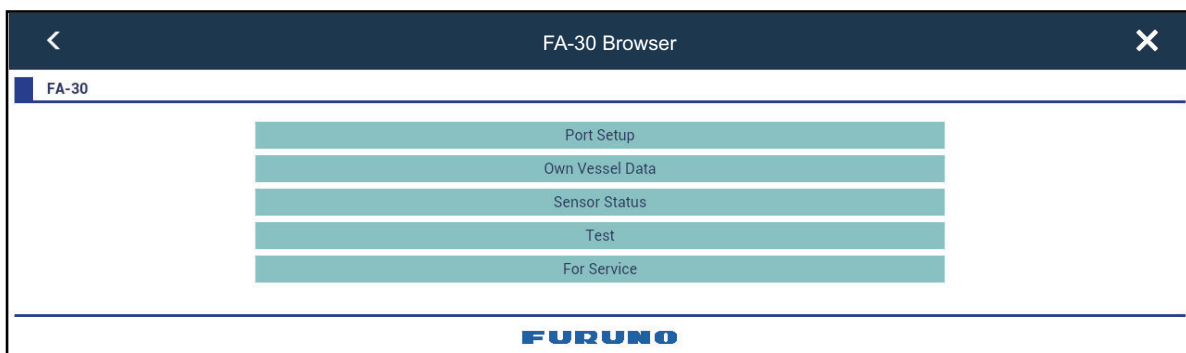 FA-30 Browser
FA-30
Port Setup
Own Vessel Data
Sensor Status
Test
For Service
FURUNO